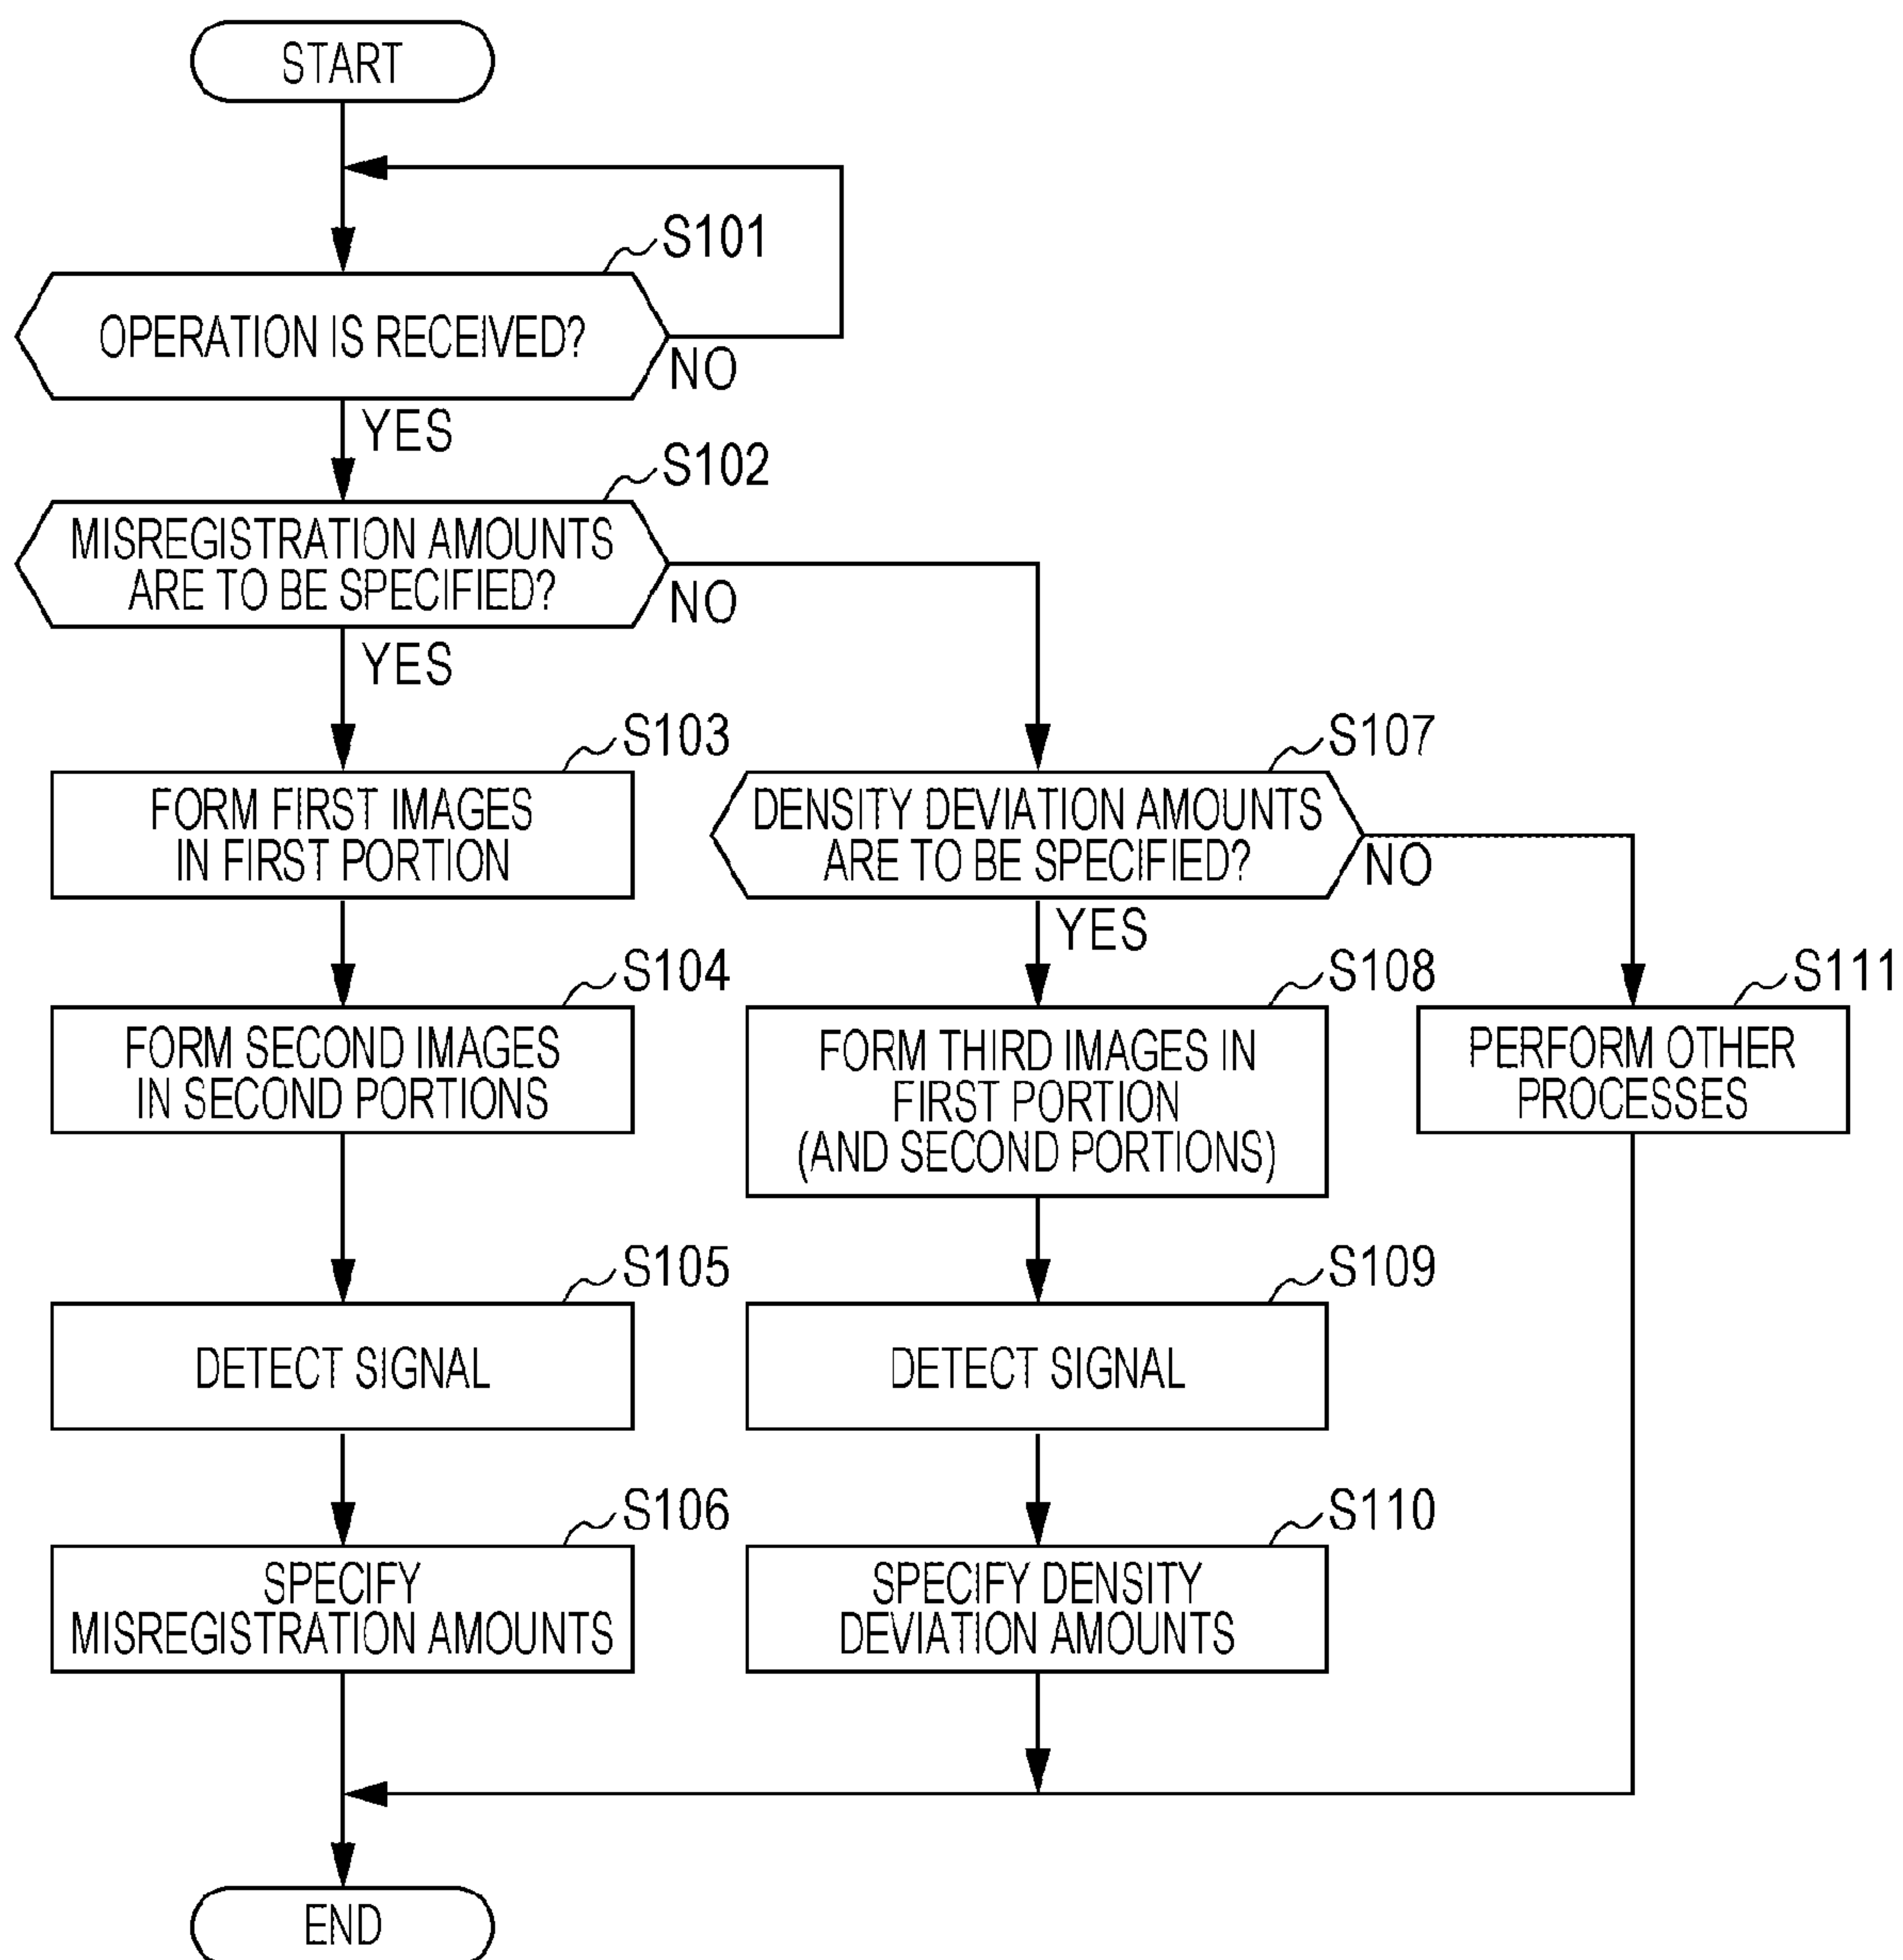 START
S101
OPERATION IS RECEIVED?
NO
YES
S102
MISREGISTRATION AMOUNTS
ARE TO BE SPECIFIED?
NO
YES
S103
FORM FIRST IMAGES
IN FIRST PORTION
S104
FORM SECOND IMAGES
IN SECOND PORTIONS
S105
DETECT SIGNAL
S106
SPECIFY
MISREGISTRATION AMOUNTS
S107
DENSITY DEVIATION AMOUNTS
ARE TO BE SPECIFIED?
NO
YES
S108
FORM THIRD IMAGES IN
FIRST PORTION
(AND SECOND PORTIONS)
S109
DETECT SIGNAL
S110
SPECIFY DENSITY
DEVIATION AMOUNTS
S111
PERFORM OTHER
PROCESSES
END